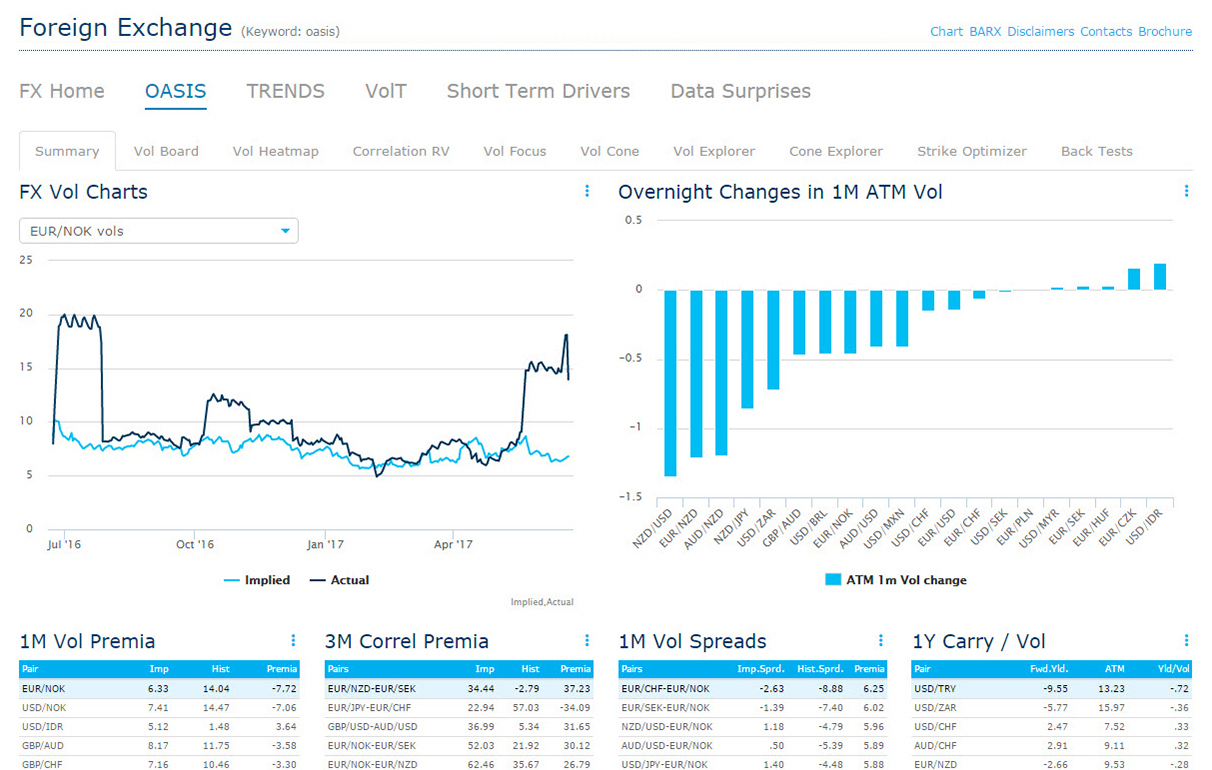 Foreign Exchange (Keyword: oasis)
Chart BARX Disclaimers Contacts Brochure
FX Home OASIS TRENDS VolT Short Term Drivers Data Surprises
Summary Vol Board Vol Heatmap Correlation RV Vol Focus Vol Cone Vol Explorer Cone Explorer Strike Optimizer Back Tests
FX Vol Charts
EUR/NOK vols
25
20
15
10
5
0
Jul '16 Oct '16 Jan '17 Apr '17
Implied Actual
Implied,Actual
Overnight Changes in 1M ATM Vol
0.5
0
−0.5
−1
−1.5
NZD/USD
EUR/NZD
AUD/NZD
NZD/JPY
USD/ZAR
GBP/AUD
USD/BRL
EUR/NOK
AUD/USD
USD/MXN
USD/CHF
EUR/USD
EUR/CHF
USD/SEK
EUR/PLN
USD/MYR
EUR/SEK
EUR/HUF
EUR/CZK
USD/IDR
ATM 1m Vol change
1M Vol Premia
Pair Imp Hist Premia
EUR/NOK 6.33 14.04 -7.72
USD/NOK 7.41 14.47 -7.06
USD/IDR 5.12 1.48 3.64
GBP/AUD 8.17 11.75 -3.58
GBP/CHF 7.16 10.46 -3.30
3M Correl Premia
Pairs Imp Hist Premia
EUR/NZD-EUR/SEK 34.44 -2.79 37.23
EUR/JPY-EUR/CHF 22.94 57.03 -34.09
GBP/USD-AUD/USD 36.99 5.34 31.65
EUR/NOK-EUR/SEK 52.03 21.92 30.12
EUR/NOK-EUR/NZD 62.46 35.67 26.79
1M Vol Spreads
Pairs Imp.Sprd. Hist.Sprd. Premia
EUR/CHF-EUR/NOK -2.63 -8.88 6.25
EUR/SEK-EUR/NOK -1.39 -7.40 6.02
NZD/USD-EUR/NOK 1.18 -4.79 5.96
AUD/USD-EUR/NOK .50 -5.39 5.89
USD/JPY-EUR/NOK 1.40 -4.48 5.88
1Y Carry / Vol
Pair Fwd.Yld. ATM Yld/Vol
USD/TRY -9.55 13.23 -.72
USD/ZAR -5.77 15.97 -.36
USD/CHF 2.47 7.52 .33
AUD/CHF 2.91 9.11 .32
EUR/NZD -2.66 9.53 -.28